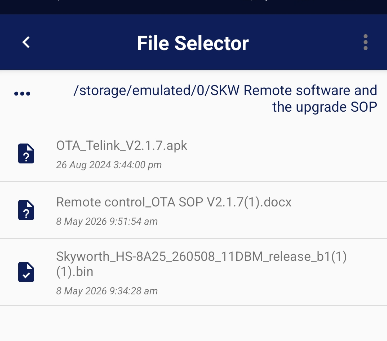 File Selector
/storage/emulated/0/SKW Remote software and
the upgrade SOP
OTA_Telink_V2.1.7.apk
26 Aug 2024 3:44:00 pm
Remote control_OTA SOP V2.1.7(1).docx
8 May 2026 9:51:54 am
Skyworth_HS-8A25_260508_11DBM_release_b1(1)
(1).bin
8 May 2026 9:34:28 am